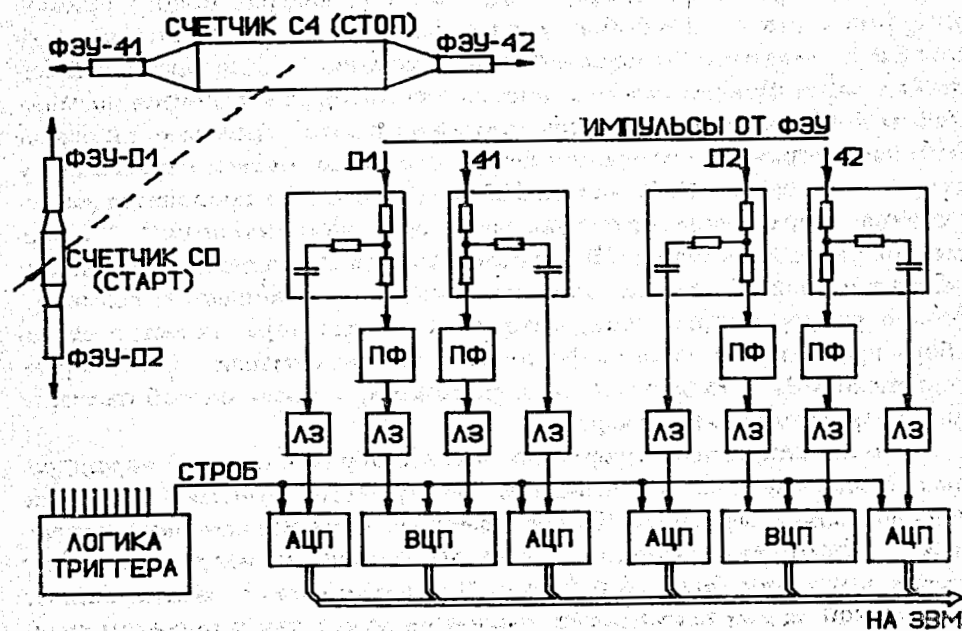 СЧЕТЧИК С4 (СТОП)
ФЭУ-41
ФЭУ-42
ФЭУ-01
СЧЕТЧИК С0
(СТАРТ)
ФЭУ-02
ИМПУЛЬСЫ ОТ ФЭУ
01 41 02 42
ПФ ПФ ПФ ПФ
ЛЗ ЛЗ ЛЗ ЛЗ ЛЗ ЛЗ ЛЗ ЛЗ
СТРОБ
ЛОГИКА
ТРИГГЕРА
АЦП ВЦП АЦП АЦП ВЦП АЦП
НА ЭВМ